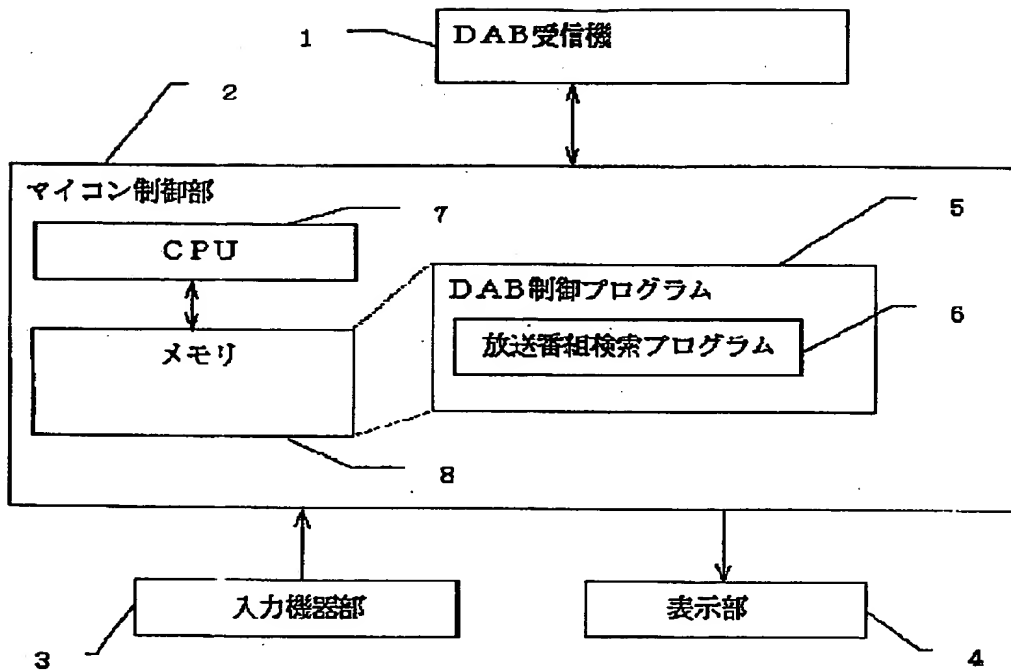 1
DAB受信機
2
マイコン制御部
7
5
CPU
DAB制御プログラム
6
メモリ
放送番組検索プログラム
8
入力機器部
表示部
3
4